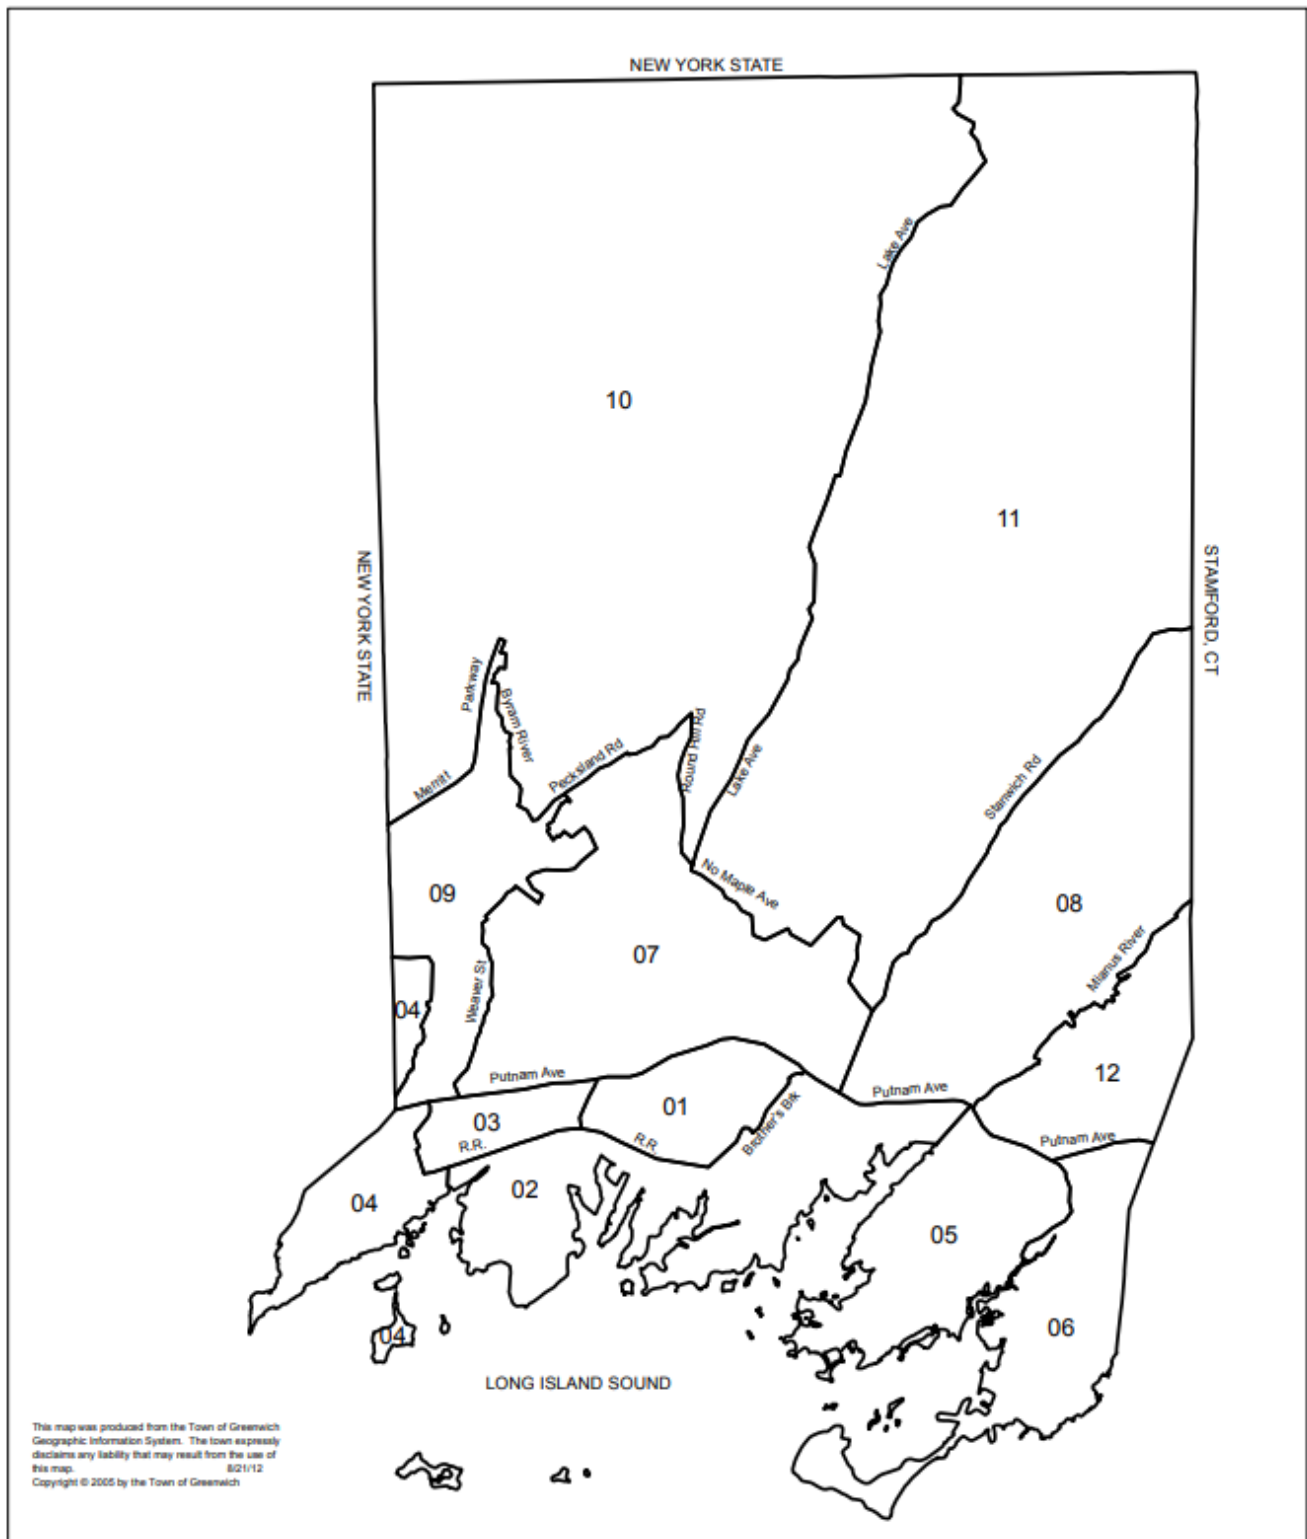 NEW YORK STATE
Lake Ave
10
11
NEW YORK STATE
STAMFORD, CT
Parkway
Byram River
Merritt
Pecksland Rd
Round Hill Rd
Lake Ave
Stanwich Rd
No Maple Ave
09
08
07
Mianus River
Weaver St
04
Putnam Ave
Putnam Ave
12
01
03
R.R.
R.R.
Brother's Brk
Putnam Ave
02
04
05
04
06
LONG ISLAND SOUND
This map was produced from the Town of Greenwich
Geographic Information System. The town expressly
disclaims any liability that may result from the use of
this map. 8/21/12
Copyright © 2005 by the Town of Greenwich